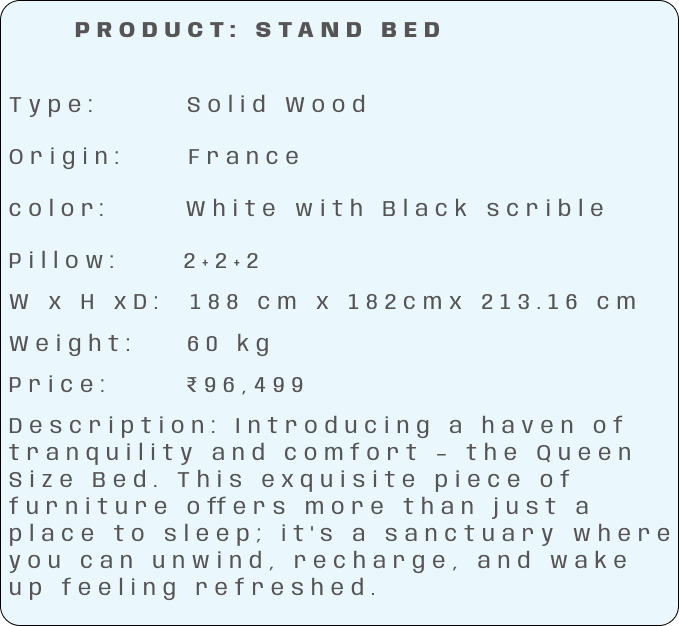 PRODUCT: STAND BED
Type: Solid Wood
Origin: France
color: White with Black scrible
Pillow: 2+2+2
W x H xD: 188 cm x 182cmx 213.16 cm
Weight: 60 kg
Price: ₹96,499
Description: Introducing a haven of
tranquility and comfort – the Queen
Size Bed. This exquisite piece of
furniture offers more than just a
place to sleep; it's a sanctuary where
you can unwind, recharge, and wake
up feeling refreshed.